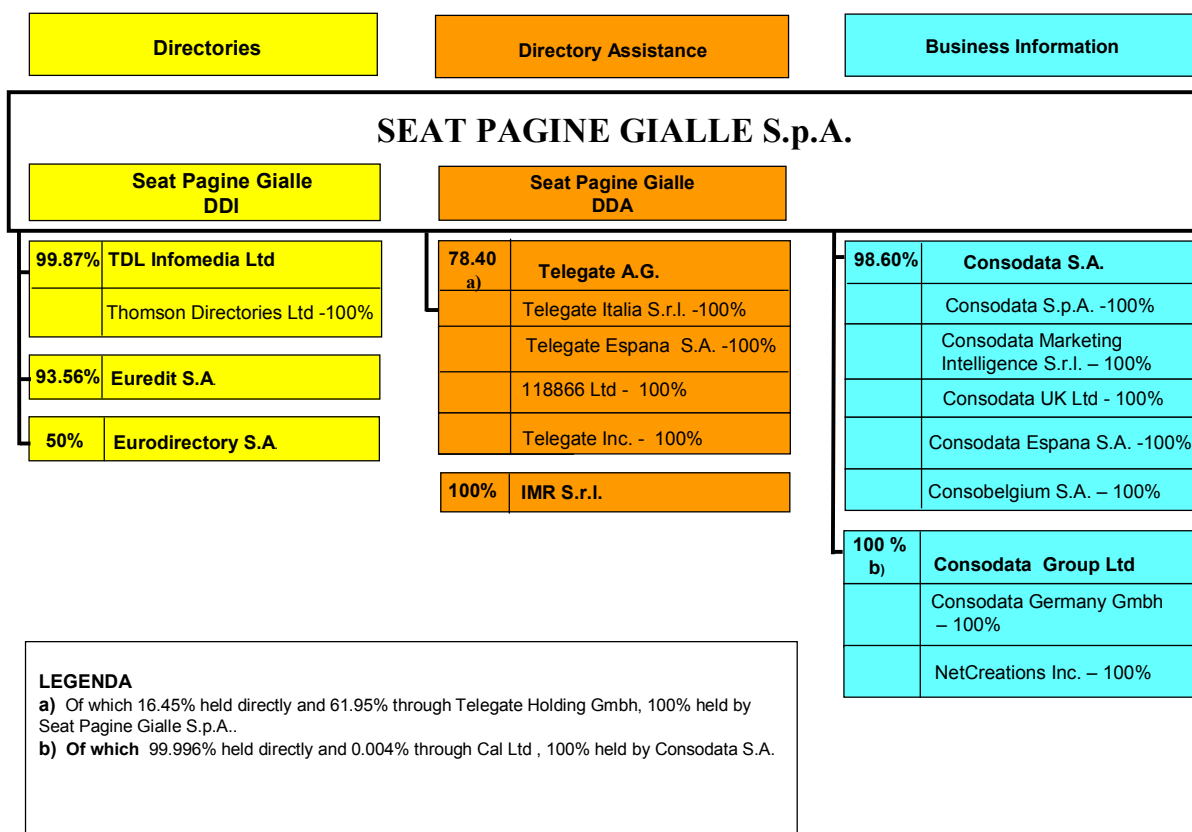 Directories
Directory Assistance
Business Information
SEAT PAGINE GIALLE S.p.A.
Seat Pagine Gialle
DDI
Seat Pagine Gialle
DDA
99.87% TDL Infomedia Ltd
Thomson Directories Ltd -100%
93.56% Euredit S.A.
50% Eurodirectory S.A.
78.40
a)
Telegate A.G.
Telegate Italia S.r.l. -100%
Telegate Espana S.A. -100%
118866 Ltd - 100%
Telegate Inc. - 100%
100% IMR S.r.l.
98.60% Consodata S.A.
Consodata S.p.A. -100%
Consodata Marketing
Intelligence S.r.l. – 100%
Consodata UK Ltd - 100%
Consodata Espana S.A. -100%
Consobelgium S.A. – 100%
100 %
b)
Consodata Group Ltd
Consodata Germany Gmbh
– 100%
NetCreations Inc. – 100%
LEGENDA
a) Of which 16.45% held directly and 61.95% through Telegate Holding Gmbh, 100% held by
Seat Pagine Gialle S.p.A..
b) Of which 99.996% held directly and 0.004% through Cal Ltd , 100% held by Consodata S.A.